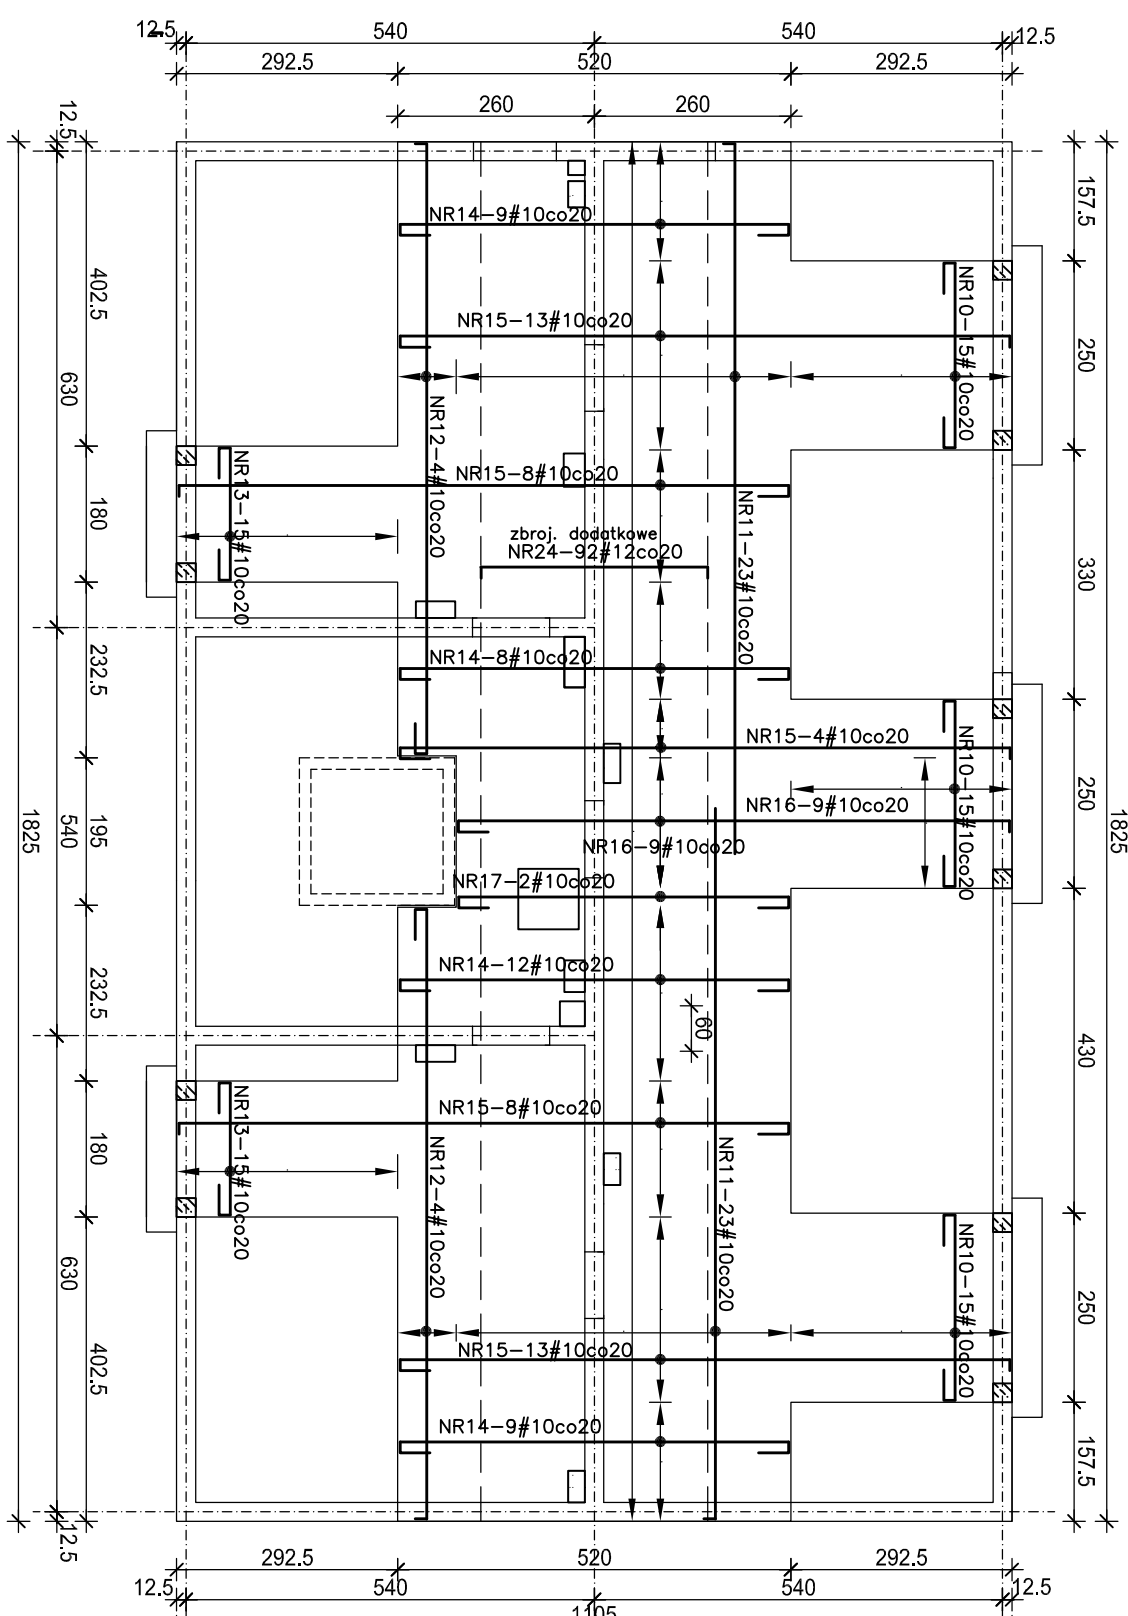 12.5 540 540 12.5
292.5 520 292.5
260 260
12.5
157.5
NR14-9#10co20
NR10-15#10co20
402.5
NR15-13#10co20
250
630
NR12-4#10co20
NR13-15#10co20
NR15-8#10co20
180
NR11-23#10co20
zbroj. dodatkowe
NR24-92#12co20
330
232.5
NR14-8#10co20
NR15-4#10co20
NR10-15#10co20
250
NR16-9#10co20
1825
540
195
NR16-9#10co20
1825
NR17-2#10co20
NR14-12#10co20
232.5
60
430
NR15-8#10co20
NR13-15#10co20
180
NR12-4#10co20
NR11-23#10co20
630
NR10-15#10co20
250
NR15-13#10co20
402.5
NR14-9#10co20
157.5
12.5
292.5 520 292.5
12.5 540 540 12.5
1105